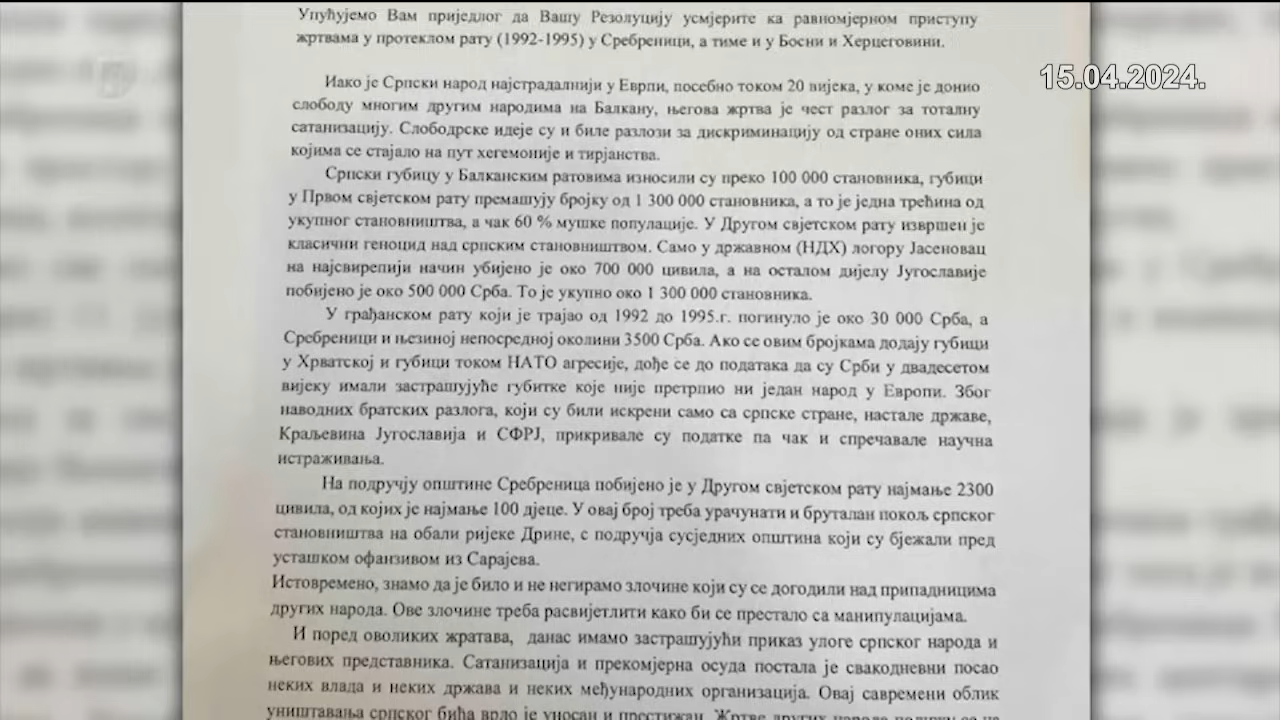 Упућујемо Вам приједлог да Вашу Резолуцију усмјерите ка равномјерном приступу
жртвама у протеклом рату (1992-1995) у Сребреници, а тиме и у Босни и Херцеговини.
15.04.2024.
Иако је Српски народ најстрадалнији у Еврпи, посебно током 20 вијека, у коме је донио
слободу многим другим народима на Балкану, његова жртва је чест разлог за тоталну
сатанизацију. Слободрске идеје су и биле разлози за дискриминацију од стране оних сила
којима се стајало на пут хегемоније и тирјанства.
Српски губицу у Балканским ратовима износили су преко 100 000 становника, губици
у Првом свјетском рату премашују бројку од 1 300 000 становника, а то је једна трећина од
укупног становништва, а чак 60 % мушке популације. У Другом свјетском рату извршен је
класични геноцид над српским становништвом. Само у државном (НДХ) логору Јасеновац
на најсвирепији начин убијено је око 700 000 цивила, а на осталом дијелу Југославије
побијено је око 500 000 Срба. То је укупно око 1 300 000 становника.
У грађанском рату који је трајао од 1992 до 1995.г. погинуло је око 30 000 Срба, а
Сребреници и њезиној непосредној околини 3500 Срба. Ако се овим бројкама додају губици
у Хрватској и губици током НАТО агресије, дође се до података да су Срби у двадесетом
вијеку имали застрашујуће губитке које није претрпио ни један народ у Европи. Због
наводних братских разлога, који су били искрени само са српске стране, настале државе,
Краљевина Југославија и СФРЈ, прикривале су податке па чак и спречавале научна
истраживања.
На подручју општине Сребреница побијено је у Другом свјетском рату најмање 2300
цивила, од којих је најмање 100 дјеце. У овај број треба урачунати и бруталан покољ српског
становништва на обали ријеке Дрине, с подручја сусједних општина који су бјежали пред
усташком офанзивом из Сарајева.
Истовремено, знамо да је било и не негирамо злочине који су се догодили над припадницима
других народа. Ове злочине треба расвијетлити како би се престало са манипулацијама.
И поред оволиких жратава, данас имамо застрашујући приказ улоге српског народа и
његових представника. Сатанизација и прекомјерна осуда постала је свакодневни посао
неких влада и неких држава и неких међународних организација. Овај савремени облик
уништавања српског бића врло је уносан и престижан. Жртве других народа